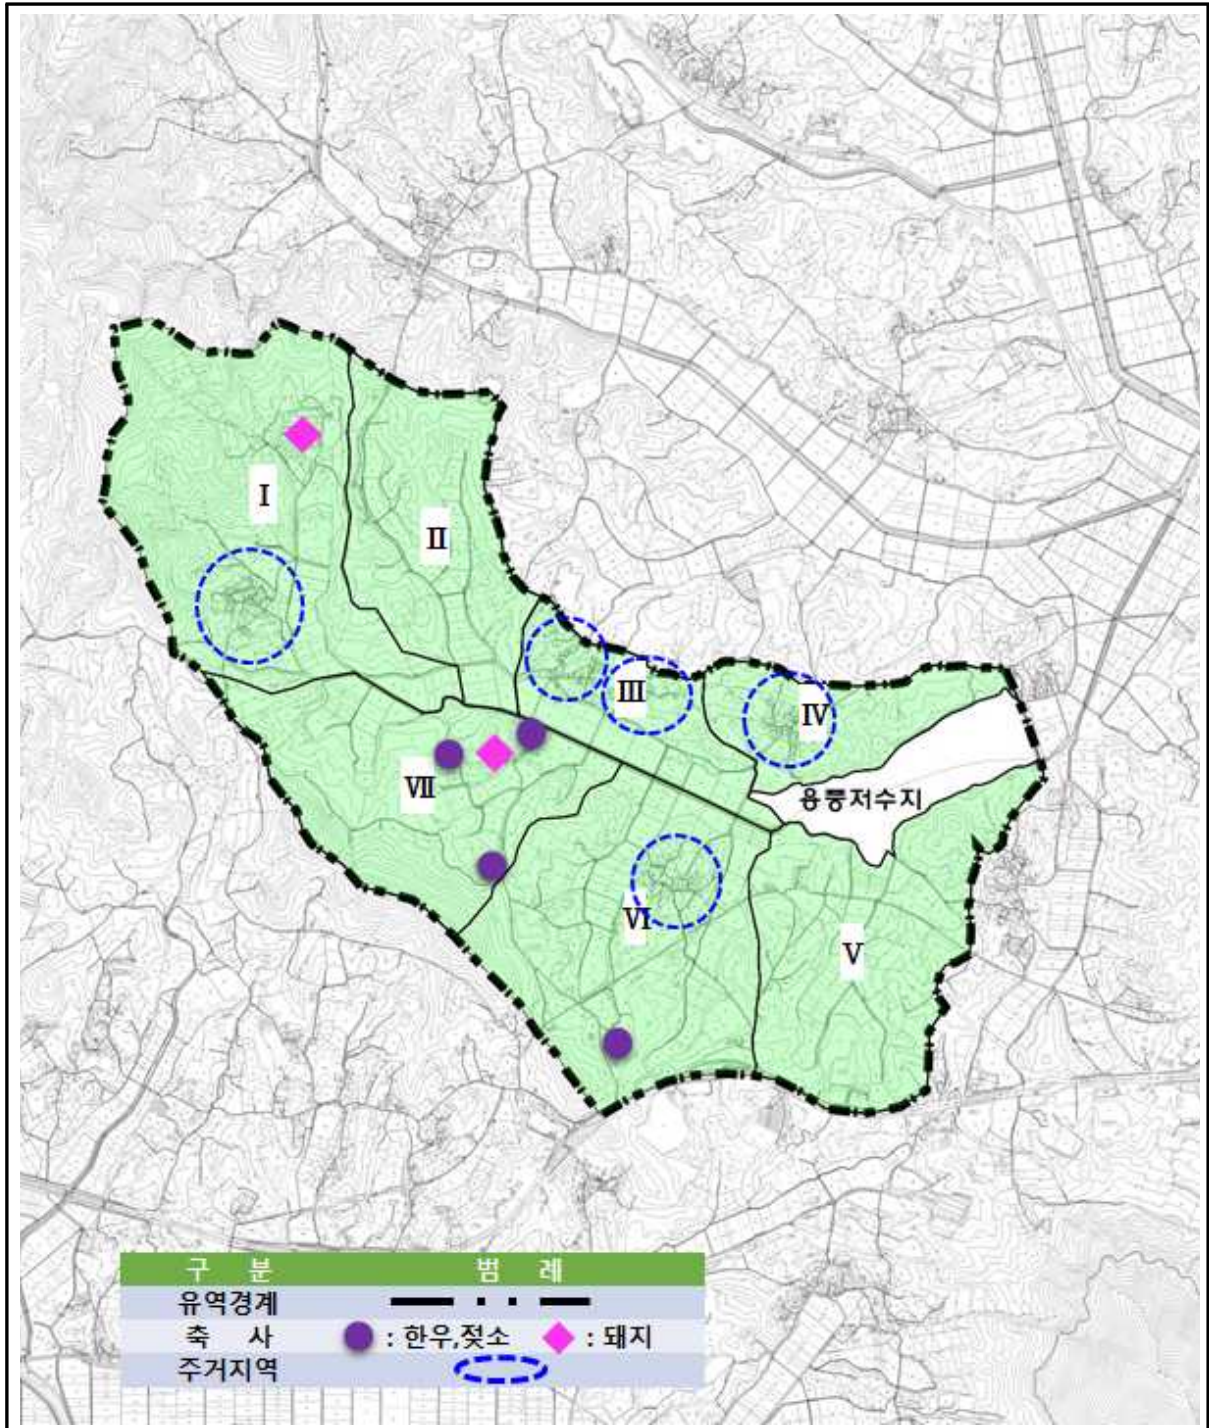 Ⅰ
Ⅱ
Ⅲ
Ⅳ
Ⅶ
용풍저수지
Ⅵ
Ⅴ
구 분 범 례
유역경계
축 사 : 한우,젖소 : 돼지
주거지역